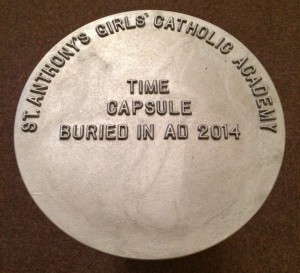 ST. ANTHONY'S GIRLS' CATHOLIC ACADEMY
TIME
CAPSULE
BURIED IN AD 2014